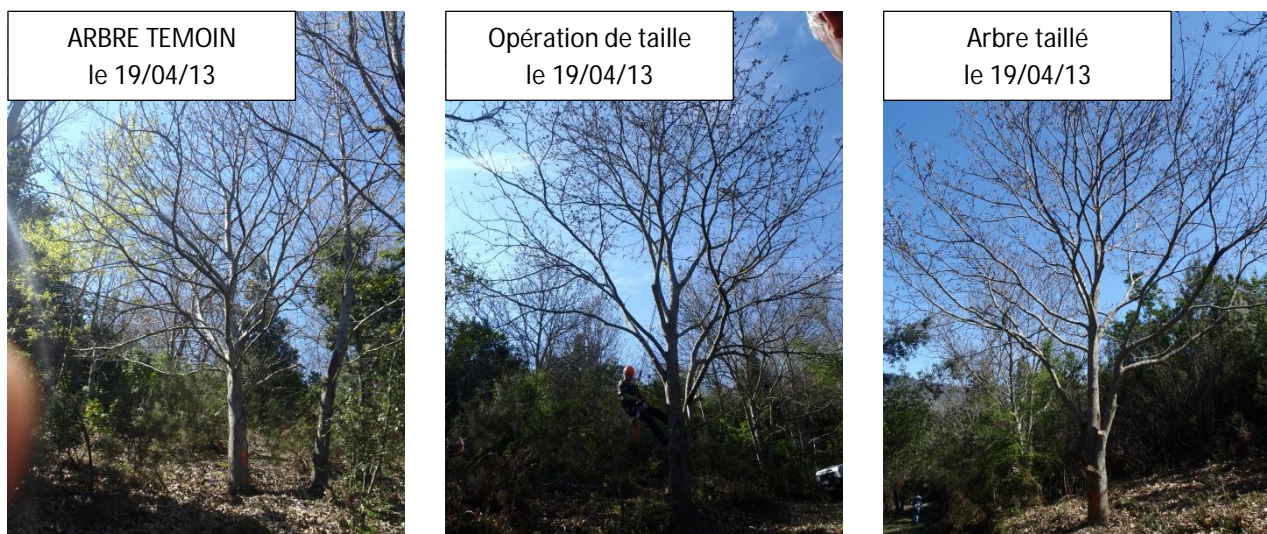 ARBRE TEMOIN
le 19/04/13
Opération de taille
le 19/04/13
Arbre taillé
le 19/04/13